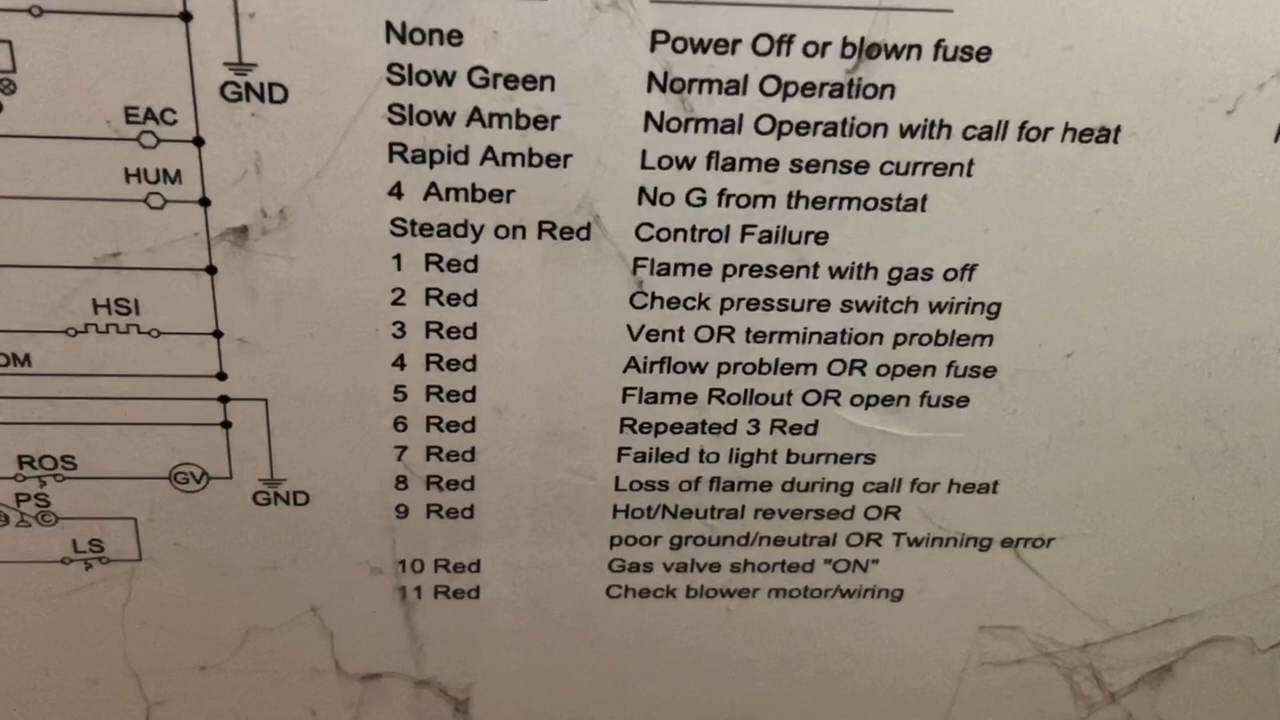 None Power Off or blown fuse
Slow Green Normal Operation
Slow Amber Normal Operation with call for heat
Rapid Amber Low flame sense current
4 Amber No G from thermostat
Steady on Red Control Failure
1 Red Flame present with gas off
2 Red Check pressure switch wiring
3 Red Vent OR termination problem
4 Red Airflow problem OR open fuse
5 Red Flame Rollout OR open fuse
6 Red Repeated 3 Red
7 Red Failed to light burners
8 Red Loss of flame during call for heat
9 Red Hot/Neutral reversed OR
poor ground/neutral OR Twinning error
10 Red Gas valve shorted "ON"
11 Red Check blower motor/wiring
GND
EAC
HUM
HSI
ROS
GV
GND
PS
C
LS